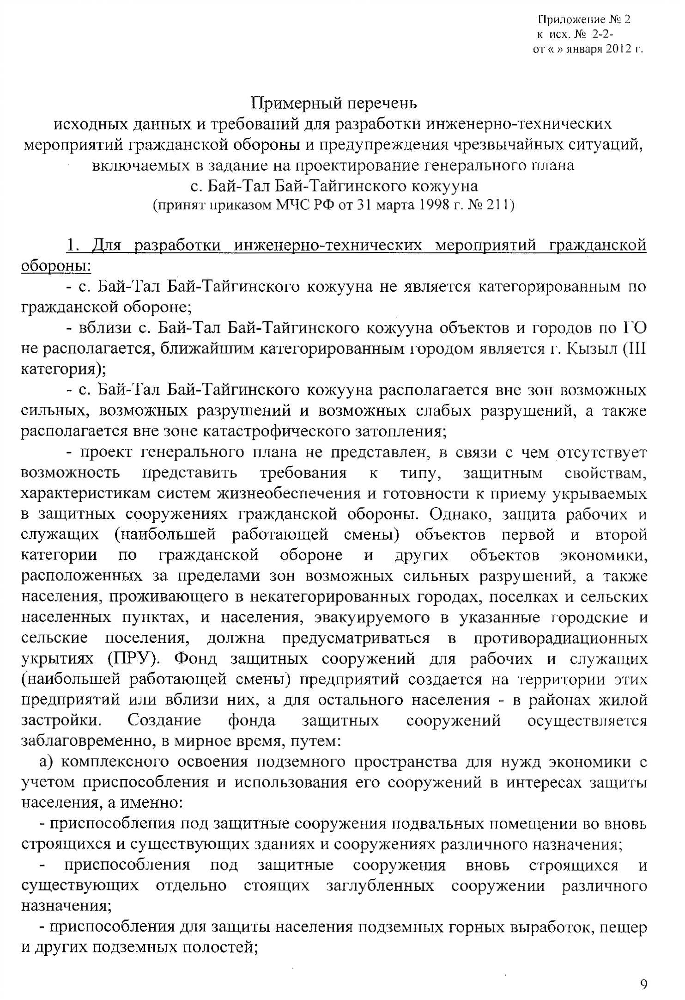 Приложение № 2
к исх. № 2-2-
от « » января 2012 г.
Примерный перечень
исходных данных и требований для разработки инженерно-технических
мероприятий гражданской обороны и предупреждения чрезвычайных ситуаций,
включаемых в задание на проектирование генерального плана
с. Бай-Тал Бай-Тайгинского кожууна
(принят приказом МЧС РФ от 31 марта 1998 г. № 211)
1. Для разработки инженерно-технических мероприятий гражданской
обороны:
- с. Бай-Тал Бай-Тайгинского кожууна не является категорированным по
гражданской обороне;
- вблизи с. Бай-Тал Бай-Тайгинского кожууна объектов и городов по ГО
не располагается, ближайшим категорированным городом является г. Кызыл (III
категория);
- с. Бай-Тал Бай-Тайгинского кожууна располагается вне зон возможных
сильных, возможных разрушений и возможных слабых разрушений, а также
располагается вне зоне катастрофического затопления;
- проект генерального плана не представлен, в связи с чем отсутствует
возможность представить требования к типу, защитным свойствам,
характеристикам систем жизнеобеспечения и готовности к приему укрываемых
в защитных сооружениях гражданской обороны. Однако, защита рабочих и
служащих (наибольшей работающей смены) объектов первой и второй
категории по гражданской обороне и других объектов экономики,
расположенных за пределами зон возможных сильных разрушений, а также
населения, проживающего в некатегорированных городах, поселках и сельских
населенных пунктах, и населения, эвакуируемого в указанные городские и
сельские поселения, должна предусматриваться в противорадиационных
укрытиях (ПРУ). Фонд защитных сооружений для рабочих и служащих
(наибольшей работающей смены) предприятий создается на территории этих
предприятий или вблизи них, а для остального населения - в районах жилой
застройки. Создание фонда защитных сооружений осуществляется
заблаговременно, в мирное время, путем:
а) комплексного освоения подземного пространства для нужд экономики с
учетом приспособления и использования его сооружений в интересах защиты
населения, а именно:
- приспособления под защитные сооружения подвальных помещении во вновь
строящихся и существующих зданиях и сооружениях различного назначения;
- приспособления под защитные сооружения вновь строящихся и
существующих отдельно стоящих заглубленных сооружении различного
назначения;
- приспособления для защиты населения подземных горных выработок, пещер
и других подземных полостей;
9